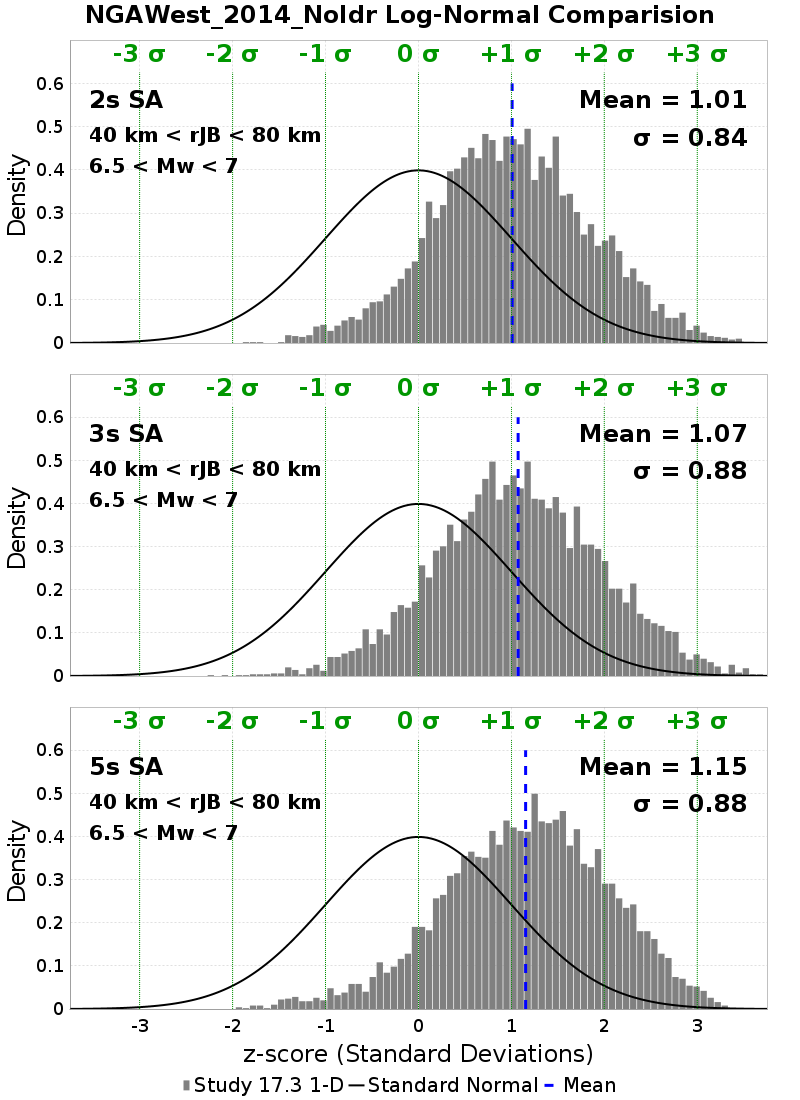 NGAWest_2014_NoIdr Log-Normal Comparision
-3 σ -2 σ -1 σ 0 σ +1 σ +2 σ +3 σ
2s SA
40 km < rJB < 80 km
6.5 < Mw < 7
Mean = 1.01
σ = 0.84
Density
0.6
0.5
0.4
0.3
0.2
0.1
0
-3 σ -2 σ -1 σ 0 σ +1 σ +2 σ +3 σ
3s SA
40 km < rJB < 80 km
6.5 < Mw < 7
Mean = 1.07
σ = 0.88
Density
0.6
0.5
0.4
0.3
0.2
0.1
0
-3 σ -2 σ -1 σ 0 σ +1 σ +2 σ +3 σ
5s SA
40 km < rJB < 80 km
6.5 < Mw < 7
Mean = 1.15
σ = 0.88
Density
0.6
0.5
0.4
0.3
0.2
0.1
0
-3 -2 -1 0 1 2 3
z-score (Standard Deviations)
Study 17.3 1-D Standard Normal Mean